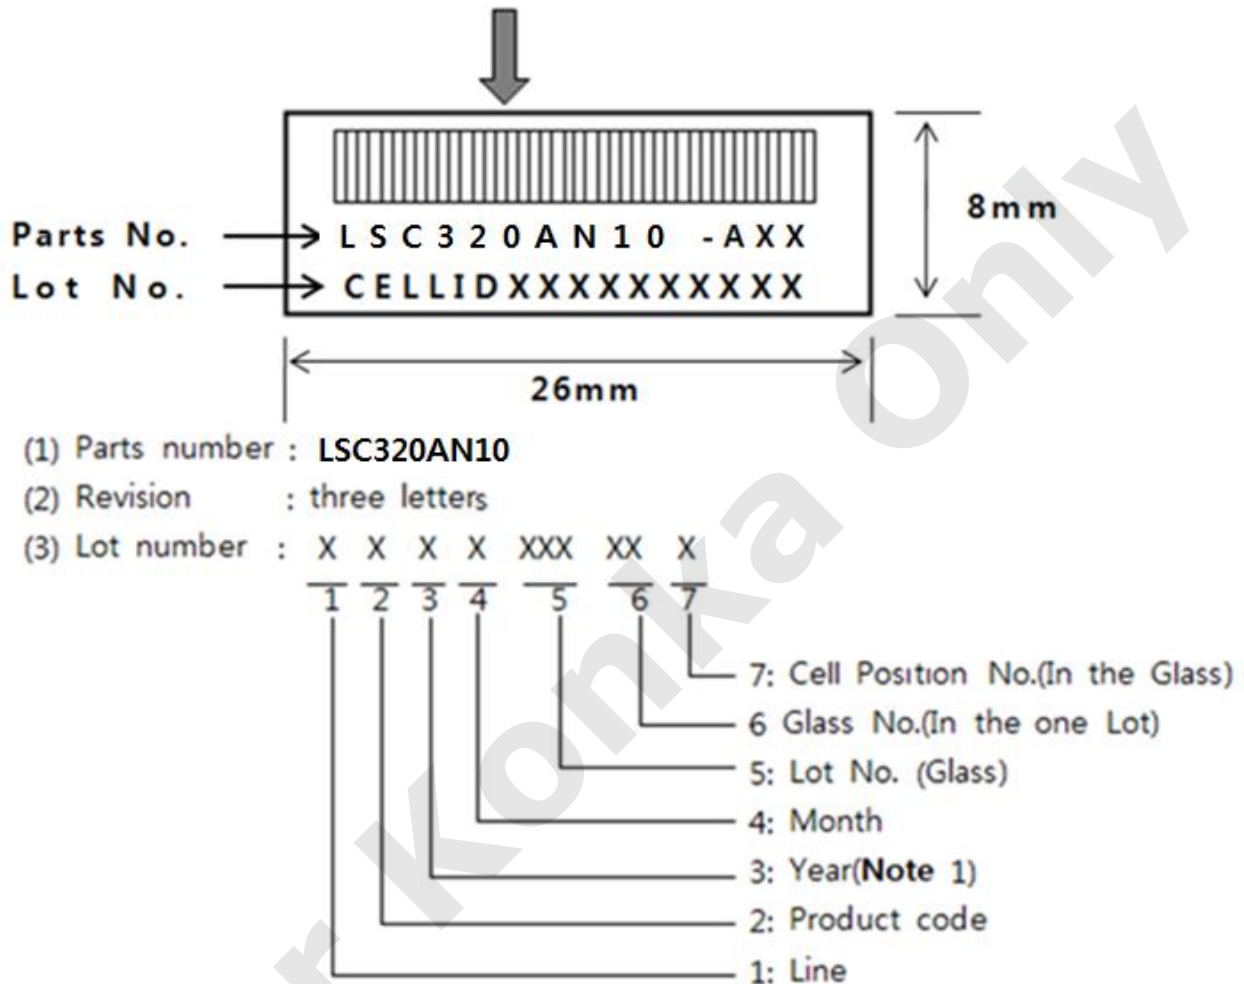 Parts No.
LSC320AN10 -AXX
8mm
Lot No.
CELLIDXXXXXXXXXX
26mm
(1) Parts number : LSC320AN10
(2) Revision : three letters
(3) Lot number : X X X X XXX XX X
1 2 3 4 5 6 7
7: Cell Position No.(In the Glass)
6 Glass No.(In the one Lot)
5: Lot No. (Glass)
4: Month
3: Year(Note 1)
2: Product code
1: Line
r Konka Only